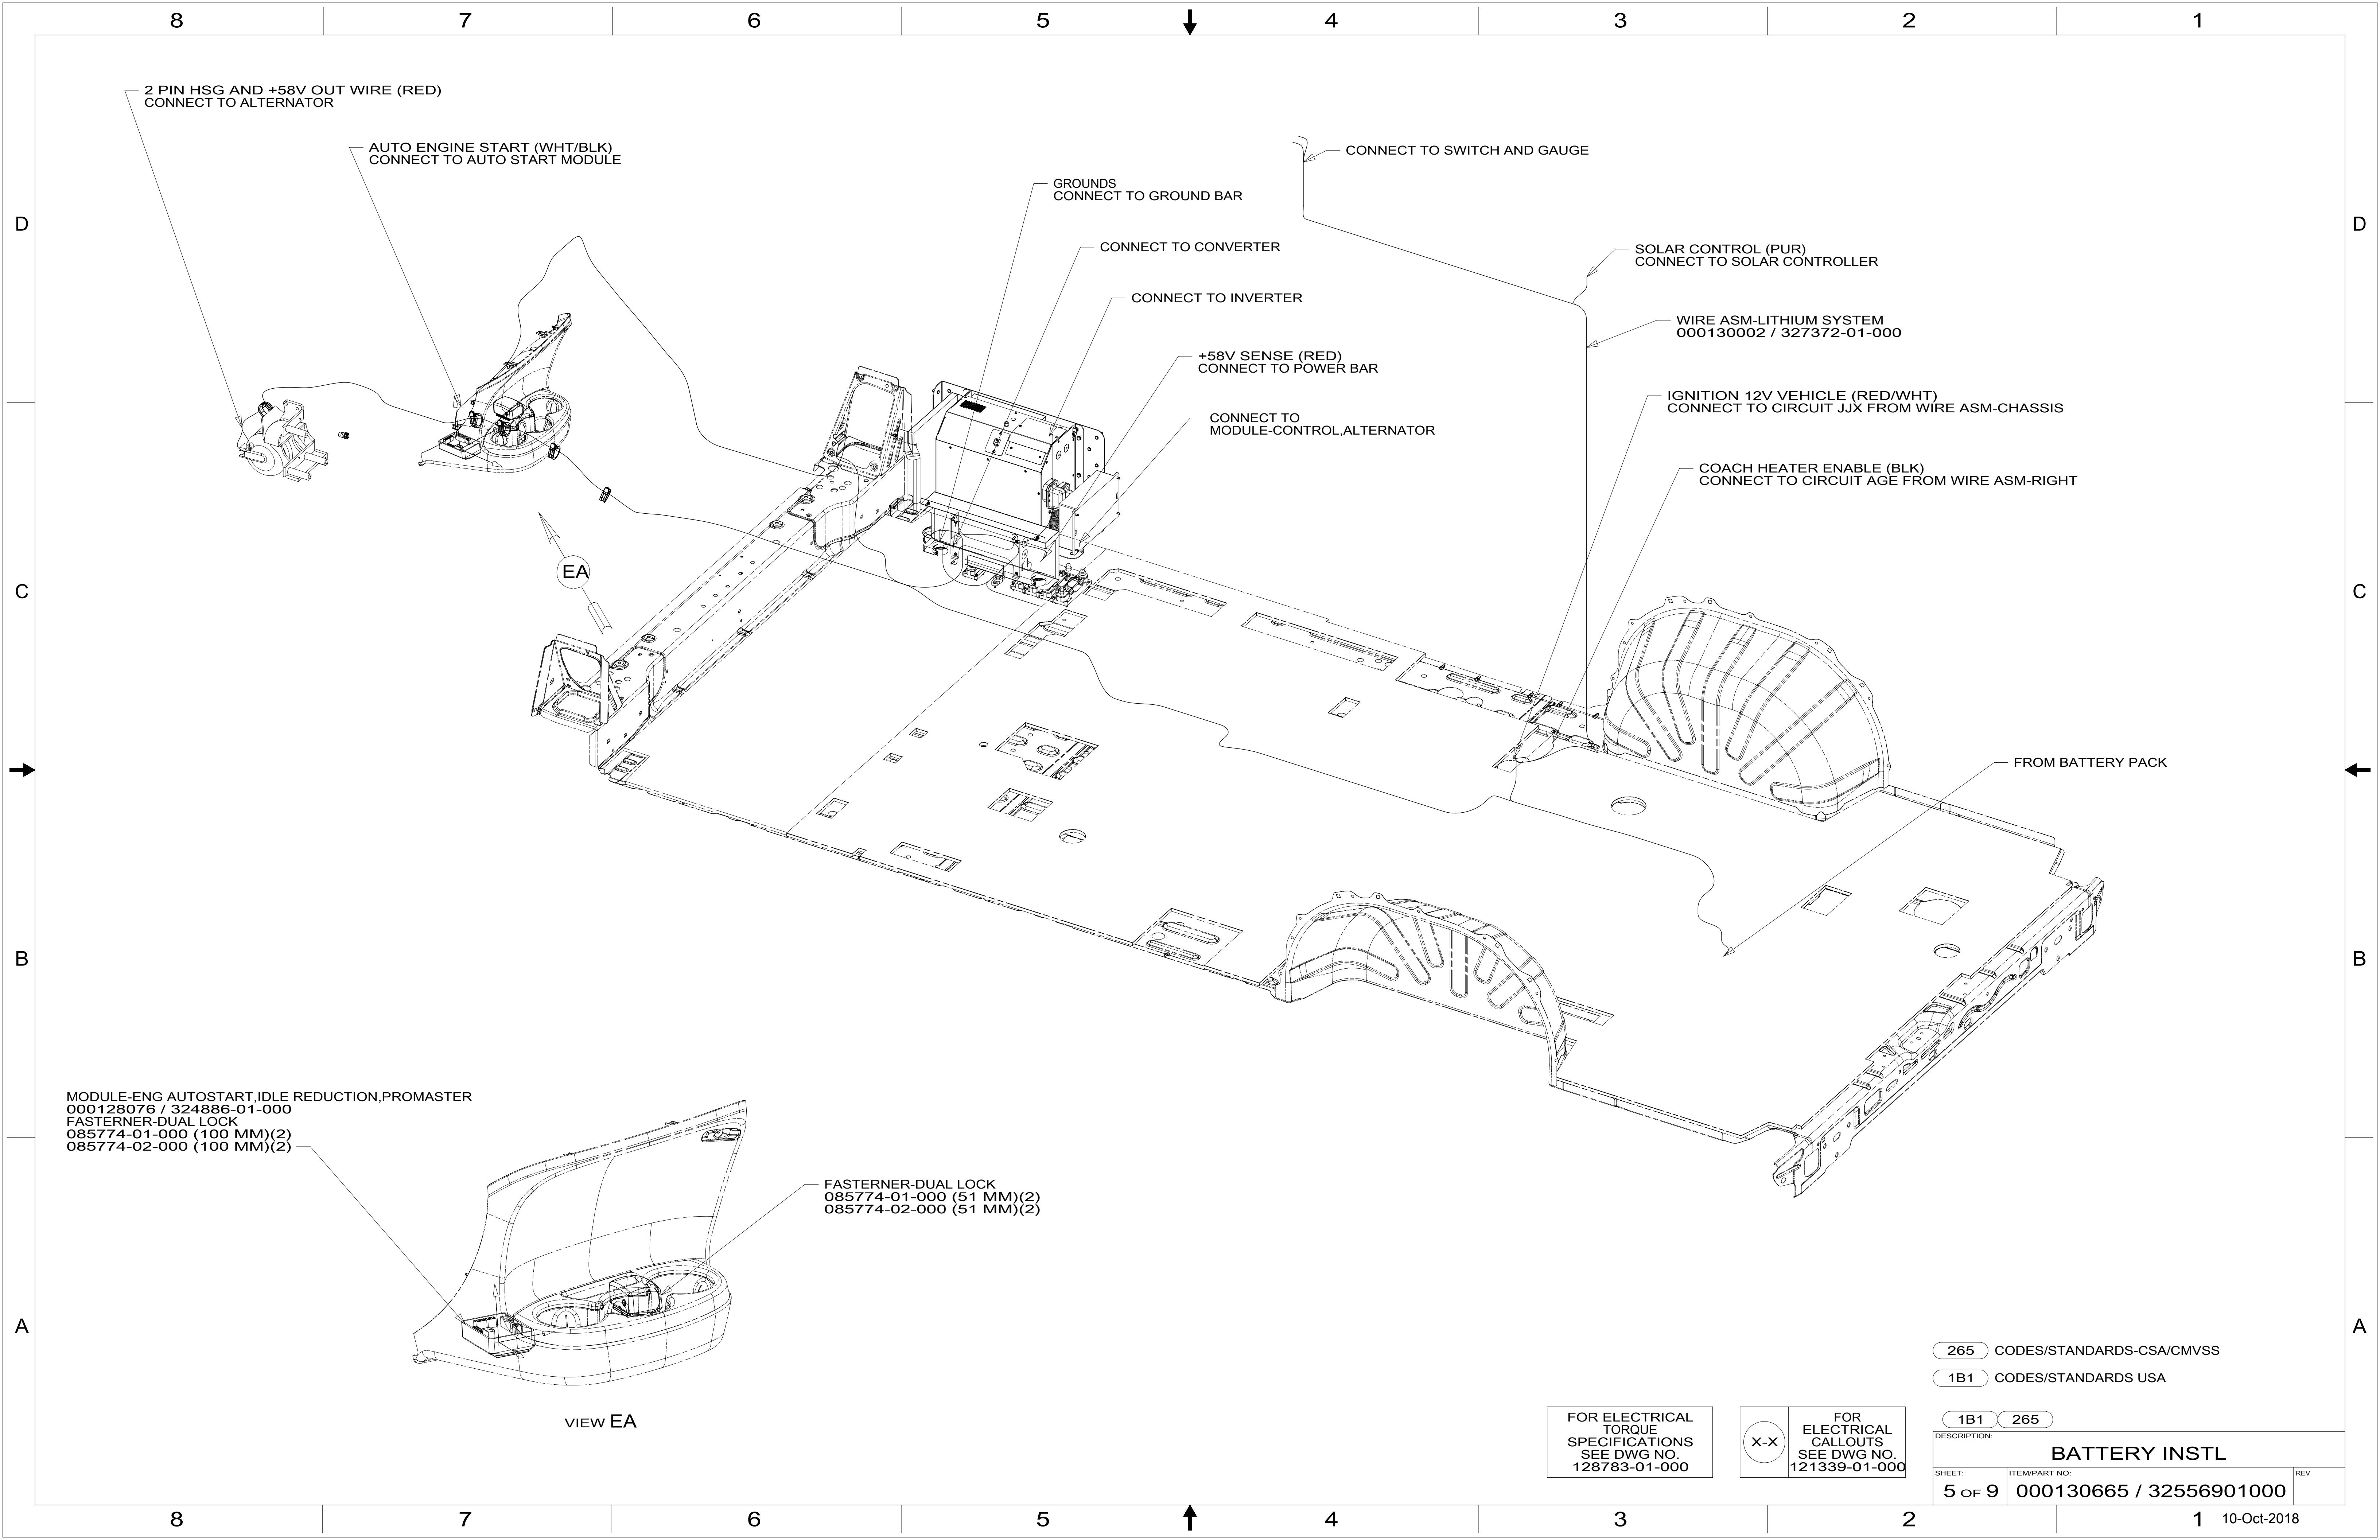 8 7 6 5 4 3 2 1
2 PIN HSG AND +58V OUT WIRE (RED)
CONNECT TO ALTERNATOR
AUTO ENGINE START (WHT/BLK)
CONNECT TO AUTO START MODULE
GROUNDS
CONNECT TO GROUND BAR
CONNECT TO CONVERTER
CONNECT TO INVERTER
+58V SENSE (RED)
CONNECT TO POWER BAR
CONNECT TO
MODULE-CONTROL,ALTERNATOR
CONNECT TO SWITCH AND GAUGE
SOLAR CONTROL (PUR)
CONNECT TO SOLAR CONTROLLER
WIRE ASM-LITHIUM SYSTEM
000130002 / 327372-01-000
IGNITION 12V VEHICLE (RED/WHT)
CONNECT TO CIRCUIT JJX FROM WIRE ASM-CHASSIS
COACH HEATER ENABLE (BLK)
CONNECT TO CIRCUIT AGE FROM WIRE ASM-RIGHT
D D
EA
C C
FROM BATTERY PACK
B B
MODULE-ENG AUTOSTART,IDLE REDUCTION,PROMASTER
000128076 / 324886-01-000
FASTERNER-DUAL LOCK
085774-01-000 (100 MM)(2)
085774-02-000 (100 MM)(2)
FASTERNER-DUAL LOCK
085774-01-000 (51 MM)(2)
085774-02-000 (51 MM)(2)
A A
VIEW EA
265 CODES/STANDARDS-CSA/CMVSS
1B1 CODES/STANDARDS USA
FOR ELECTRICAL
TORQUE
SPECIFICATIONS
SEE DWG NO.
128783-01-000
X-X
FOR
ELECTRICAL
CALLOUTS
SEE DWG NO.
121339-01-000
1B1 265
DESCRIPTION:
BATTERY INSTL
SHEET: ITEM/PART NO: REV
5 OF 9 000130665 / 32556901000
8 7 6 5 4 3 2 1
10-Oct-2018